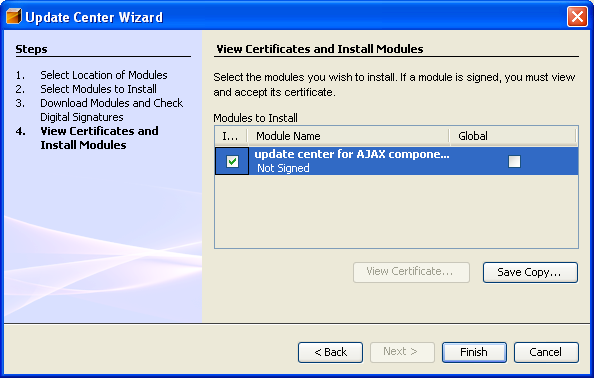 Update Center Wizard
Steps
1. Select Location of Modules
2. Select Modules to Install
3. Download Modules and Check
Digital Signatures
4. View Certificates and
Install Modules
View Certificates and Install Modules
Select the modules you wish to install. If a module is signed, you must view
and accept its certificate.
Modules to Install
I... Module Name Global
update center for AJAX compone...
Not Signed
View Certificate... Save Copy...
< Back Next > Finish Cancel